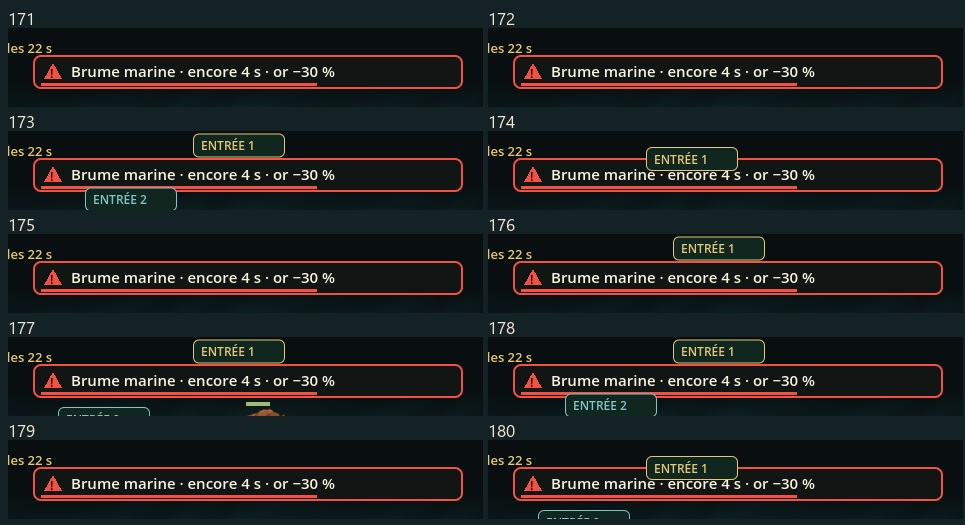 171
les 22 s
Brume marine · encore 4 s · or −30 %
172
les 22 s
Brume marine · encore 4 s · or −30 %
173
ENTRÉE 1
les 22 s
Brume marine · encore 4 s · or −30 %
ENTRÉE 2
174
les 22 s
ENTRÉE 1
Brume marine · encore 4 s · or −30 %
175
les 22 s
Brume marine · encore 4 s · or −30 %
176
ENTRÉE 1
les 22 s
Brume marine · encore 4 s · or −30 %
177
ENTRÉE 1
les 22 s
Brume marine · encore 4 s · or −30 %
178
ENTRÉE 1
les 22 s
Brume marine · encore 4 s · or −30 %
ENTRÉE 2
179
les 22 s
Brume marine · encore 4 s · or −30 %
180
les 22 s
ENTRÉE 1
Brume marine · encore 4 s · or −30 %